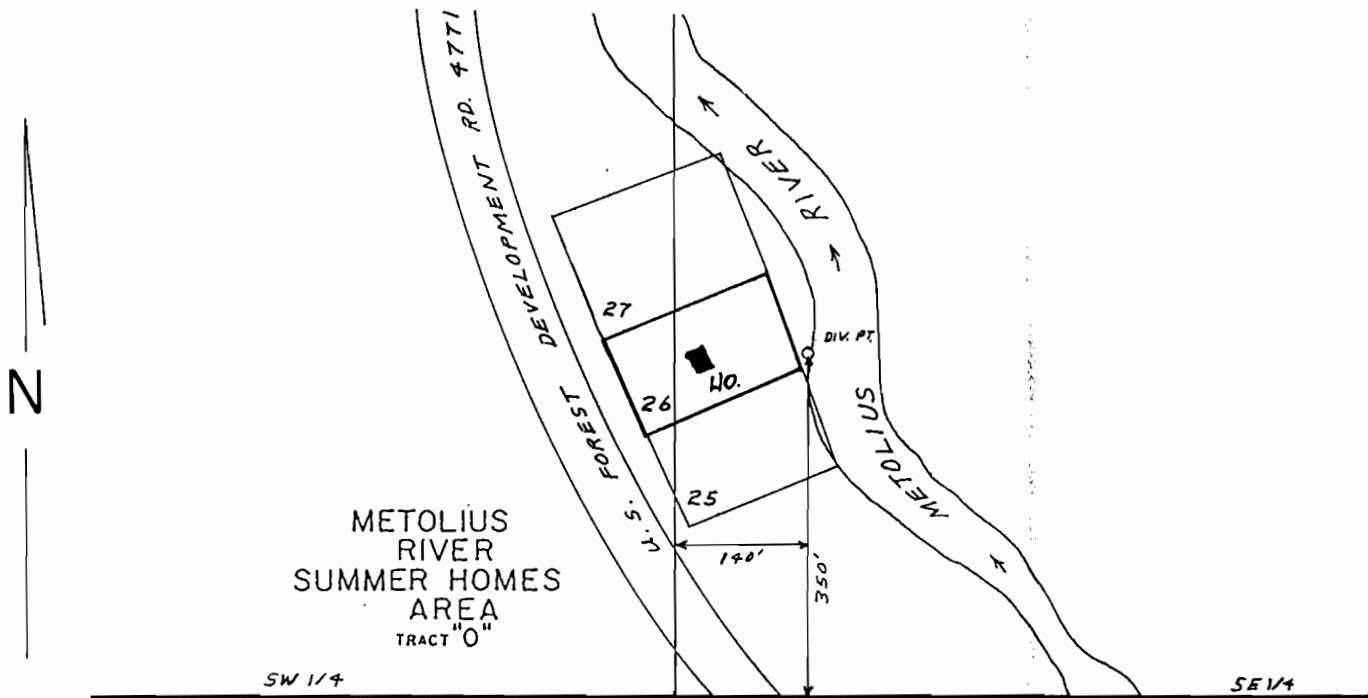 U.S. FOREST DEVELOPMENT RD. 4771
RIVER
METOLIUS
27
26
HO.
25
DIV. PT.
140'
350'
N
METOLIUS
RIVER
SUMMER HOMES
AREA
TRACT "O"
SW 1/4
SE 1/4